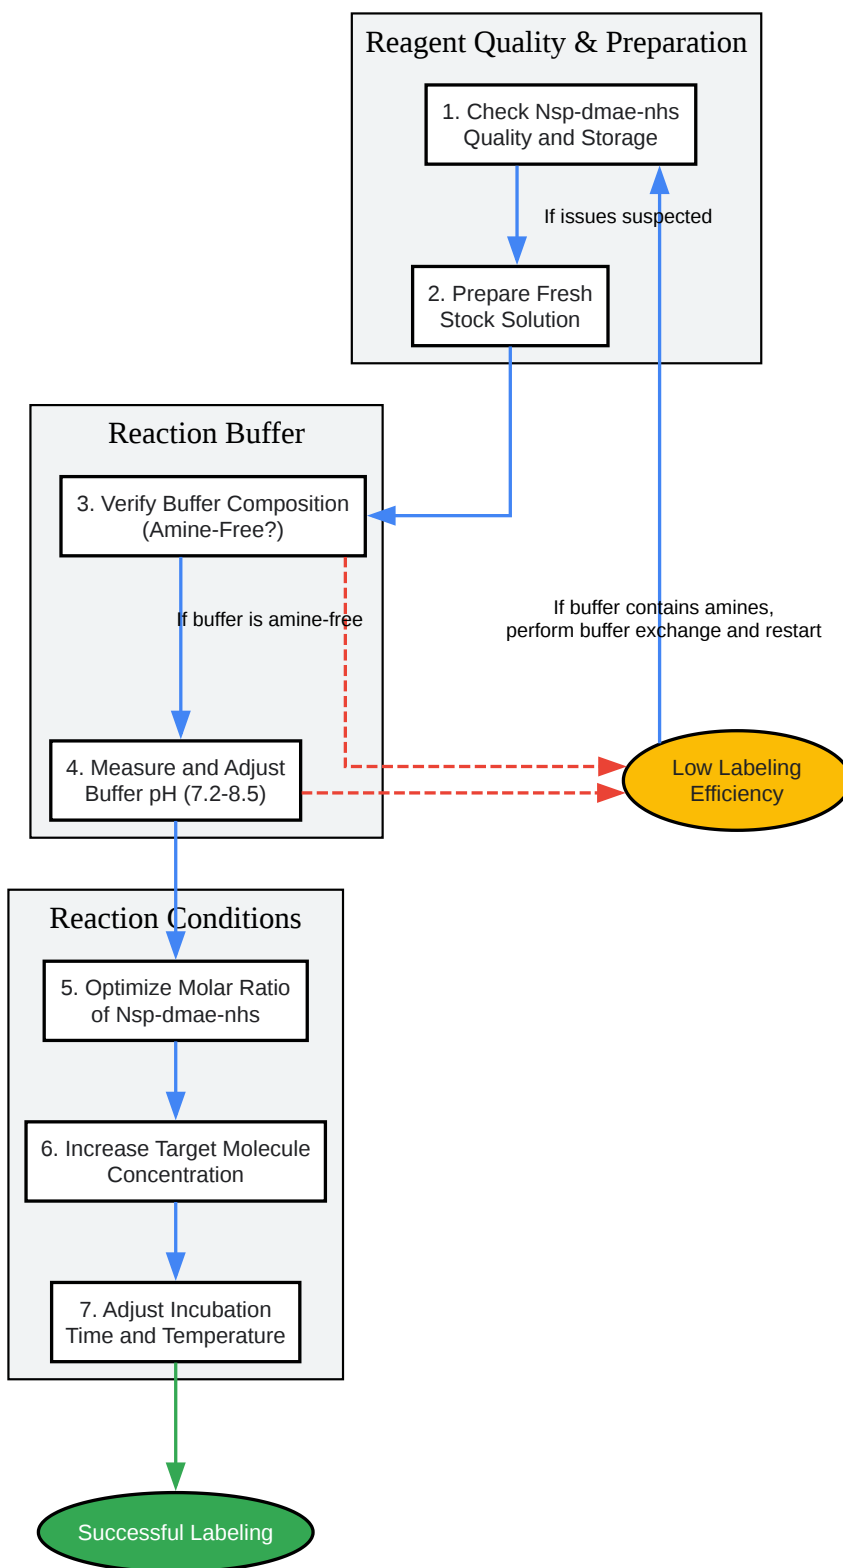 Reagent Quality & Preparation
1. Check Nsp-dmae-nhs
Quality and Storage
If issues suspected
2. Prepare Fresh
Stock Solution
Reaction Buffer
3. Verify Buffer Composition
(Amine-Free?)
If buffer is amine-free
If buffer contains amines,
perform buffer exchange and restart
4. Measure and Adjust
Buffer pH (7.2-8.5)
Low Labeling
Efficiency
Reaction Conditions
5. Optimize Molar Ratio
of Nsp-dmae-nhs
6. Increase Target Molecule
Concentration
7. Adjust Incubation
Time and Temperature
Successful Labeling